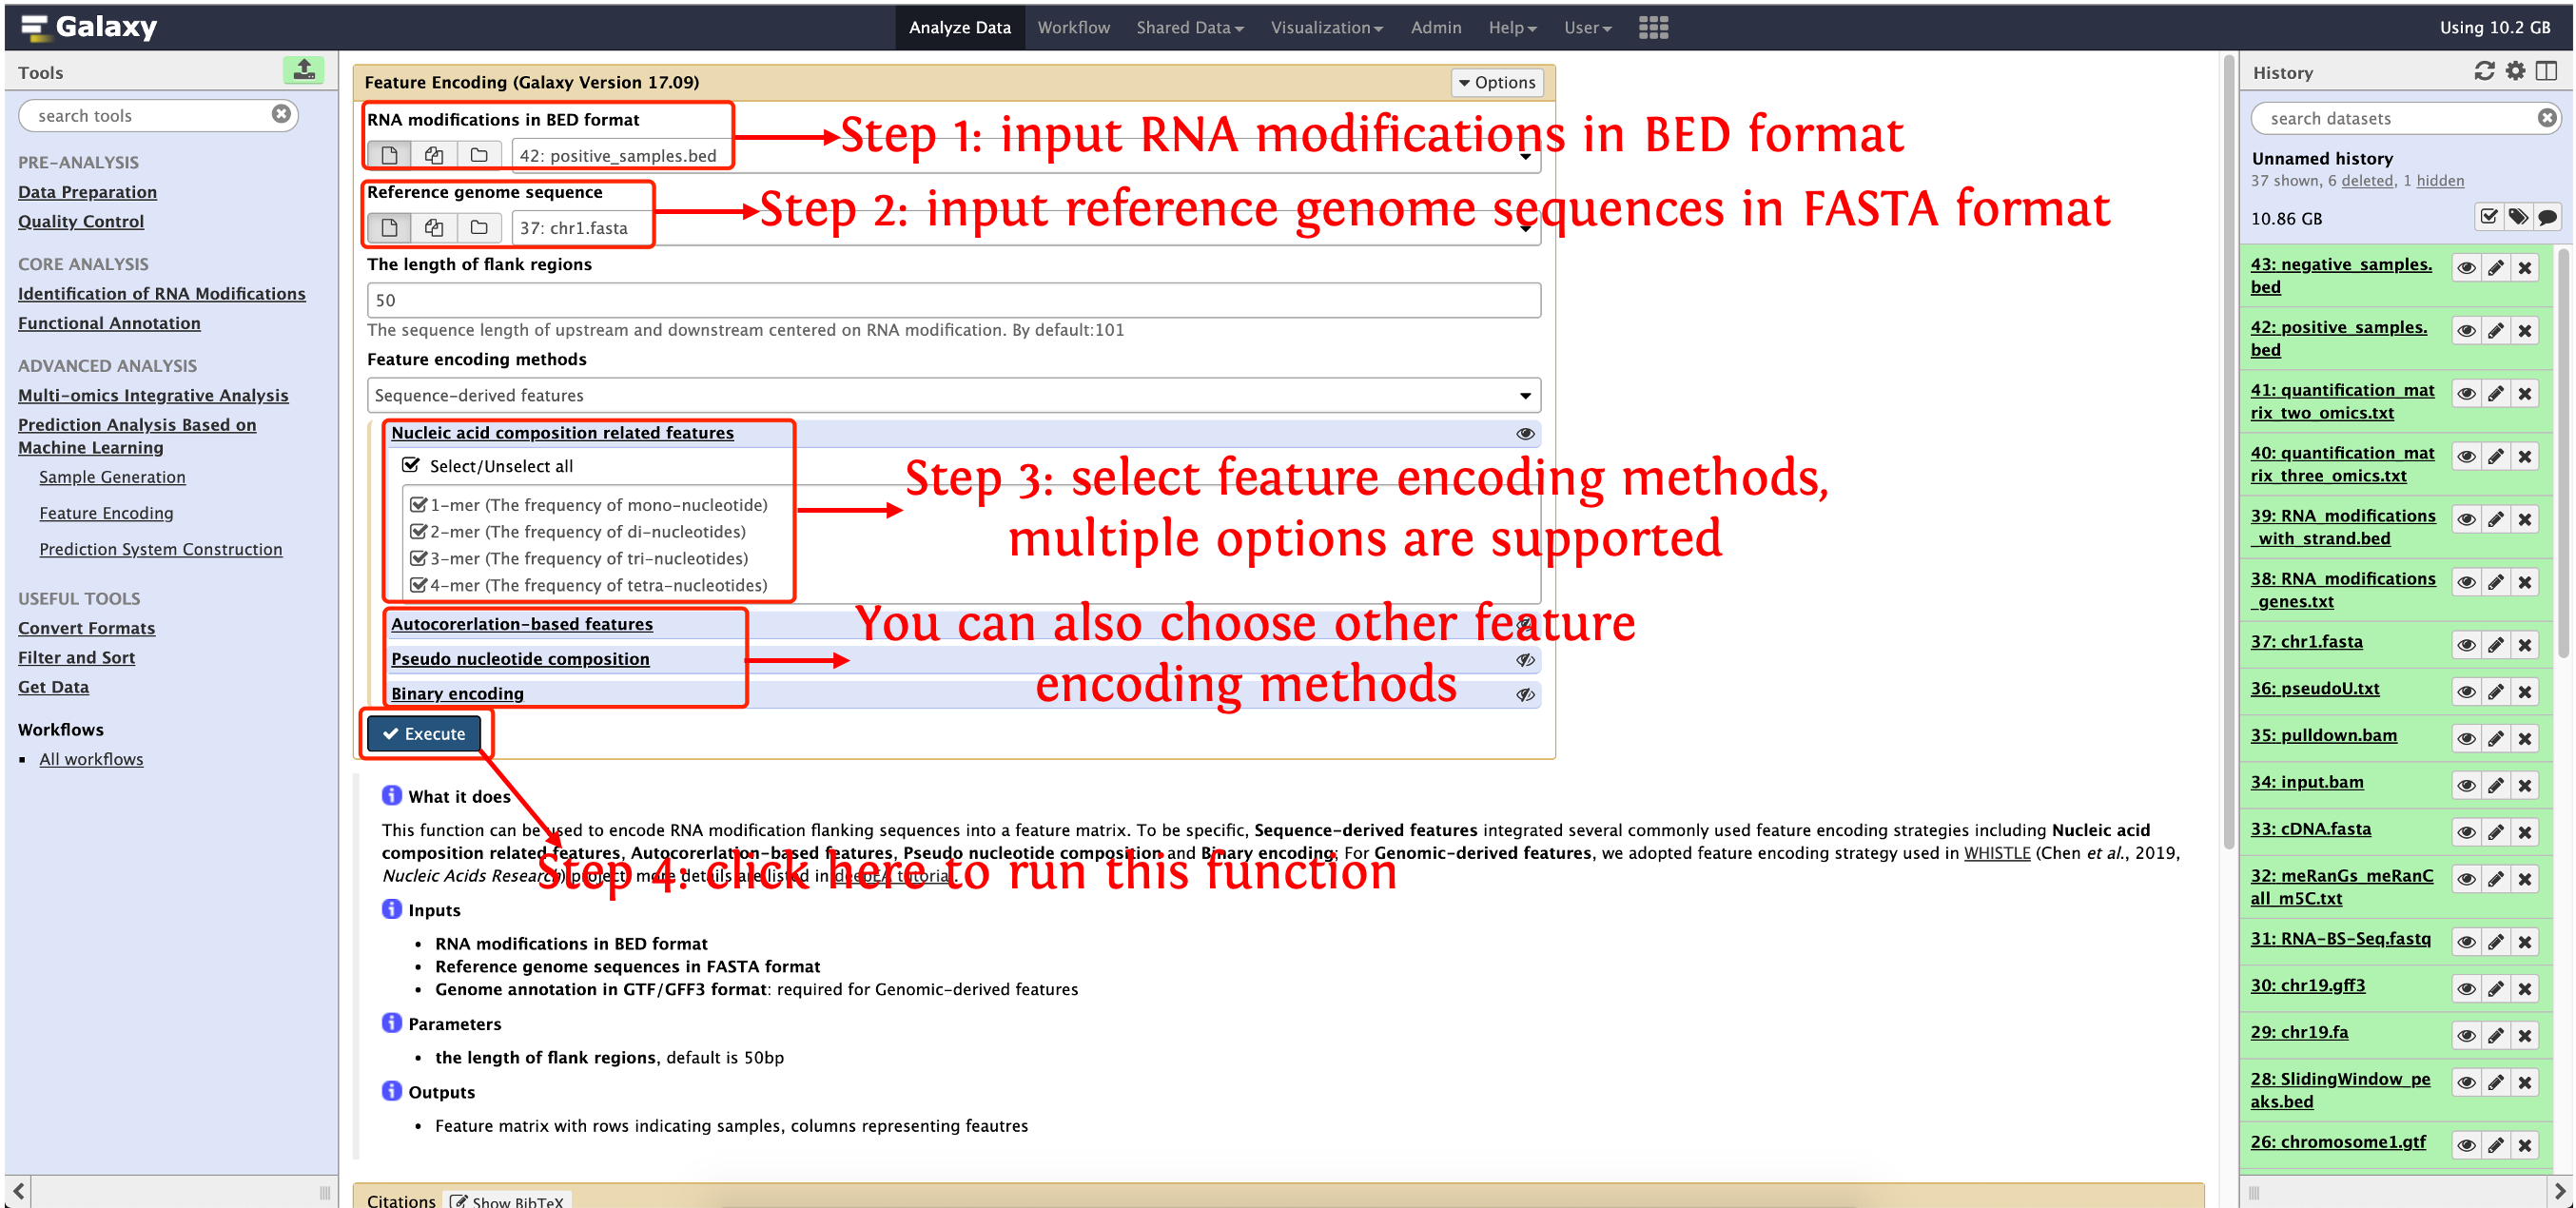 Galaxy
Analyze Data
Workflow
Shared Data
Visualization
Admin
Help
User
Using 10.2 GB
Tools
search tools
PRE-ANALYSIS
Data Preparation
Quality Control
CORE ANALYSIS
Identification of RNA Modifications
Functional Annotation
ADVANCED ANALYSIS
Multi-omics Integrative Analysis
Prediction Analysis Based on
Machine Learning
Sample Generation
Feature Encoding
Prediction System Construction
USEFUL TOOLS
Convert Formats
Filter and Sort
Get Data
Workflows
All workflows
Feature Encoding (Galaxy Version 17.09)
Options
RNA modifications in BED format
42: positive_samples.bed
Step 1: input RNA modifications in BED format
Reference genome sequence
37: chr1.fasta
Step 2: input reference genome sequences in FASTA format
The length of flank regions
50
The sequence length of upstream and downstream centered on RNA modification. By default:101
Feature encoding methods
Sequence-derived features
Nucleic acid composition related features
Select/Unselect all
1-mer (The frequency of mono-nucleotide)
2-mer (The frequency of di-nucleotides)
3-mer (The frequency of tri-nucleotides)
4-mer (The frequency of tetra-nucleotides)
Step 3: select feature encoding methods,
multiple options are supported
Autocorerlation-based features
Pseudo nucleotide composition
Binary encoding
You can also choose other feature
encoding methods
Execute
Step 4: click here to run this function
What it does
This function can be used to encode RNA modification flanking sequences into a feature matrix. To be specific, Sequence-derived features integrated several commonly used feature encoding strategies including Nucleic acid
composition related features, Autocorerlation-based features, Pseudo nucleotide composition and Binary encoding; For Genomic-derived features, we adopted feature encoding strategy used in WHISTLE (Chen et al., 2019,
Nucleic Acids Research) project, more details are listed in deepEA tutorial.
Inputs
RNA modifications in BED format
Reference genome sequences in FASTA format
Genome annotation in GTF/GFF3 format: required for Genomic-derived features
Parameters
the length of flank regions, default is 50bp
Outputs
Feature matrix with rows indicating samples, columns representing feautres
Citations
Show BibTeX
History
search datasets
Unnamed history
37 shown, 6 deleted, 1 hidden
10.86 GB
43: negative_samples.
bed
42: positive_samples.
bed
41: quantification_mat
rix_two_omics.txt
40: quantification_mat
rix_three_omics.txt
39: RNA_modifications
_with_strand.bed
38: RNA_modifications
_genes.txt
37: chr1.fasta
36: pseudoU.txt
35: pulldown.bam
34: input.bam
33: cDNA.fasta
32: meRanGs_meRanC
all_m5C.txt
31: RNA-BS-Seq.fastq
30: chr19.gff3
29: chr19.fa
28: SlidingWindow_pe
aks.bed
26: chromosome1.gtf